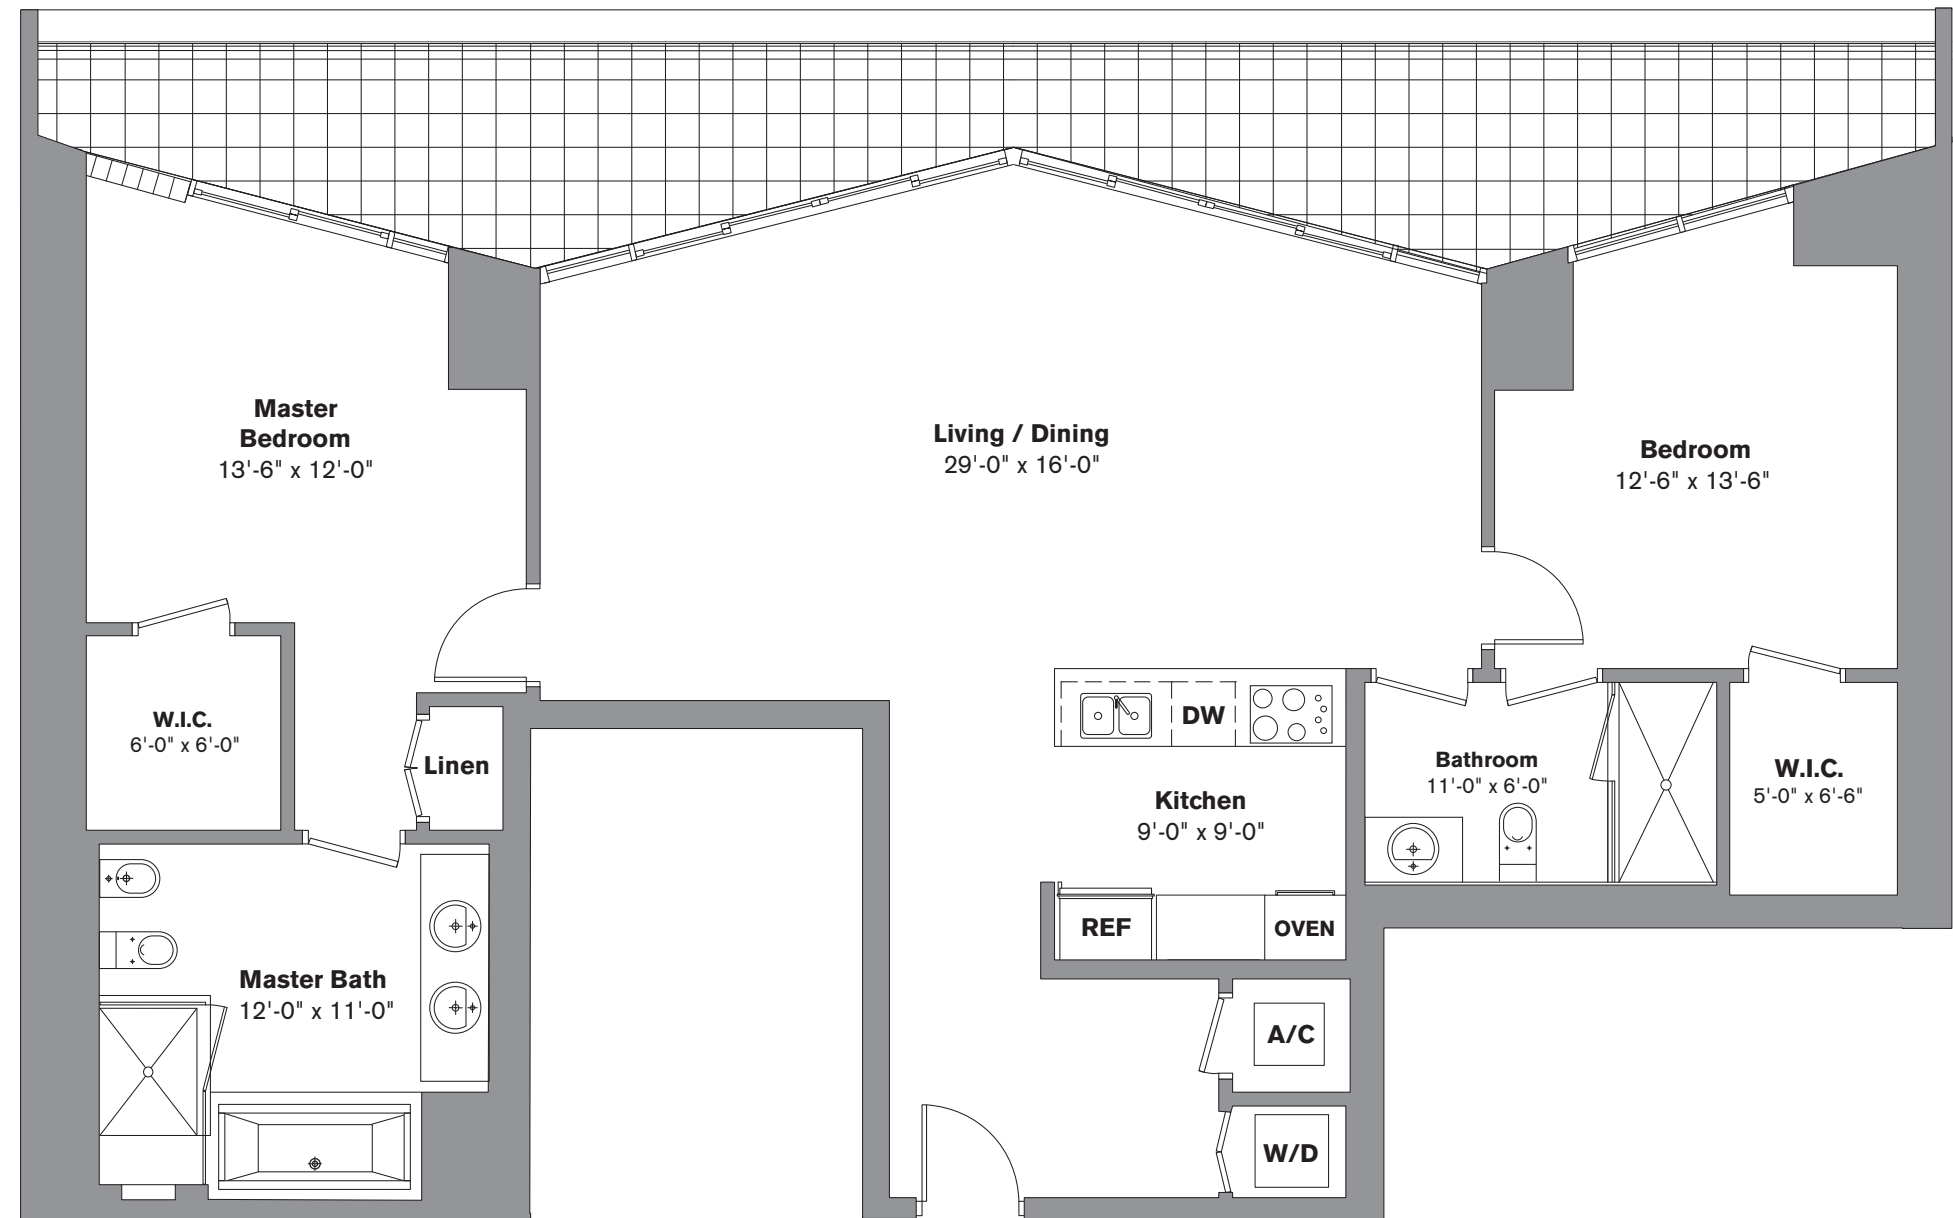 Master
Bedroom
13'-6" x 12'-0"
Living / Dining
29'-0" x 16'-0"
Bedroom
12'-6" x 13'-6"
W.I.C.
6'-0" x 6'-0"
Linen
DW
Kitchen
9'-0" x 9'-0"
Bathroom
11'-0" x 6'-0"
W.I.C.
5'-0" x 6'-6"
REF
OVEN
Master Bath
12'-0" x 11'-0"
A/C
W/D